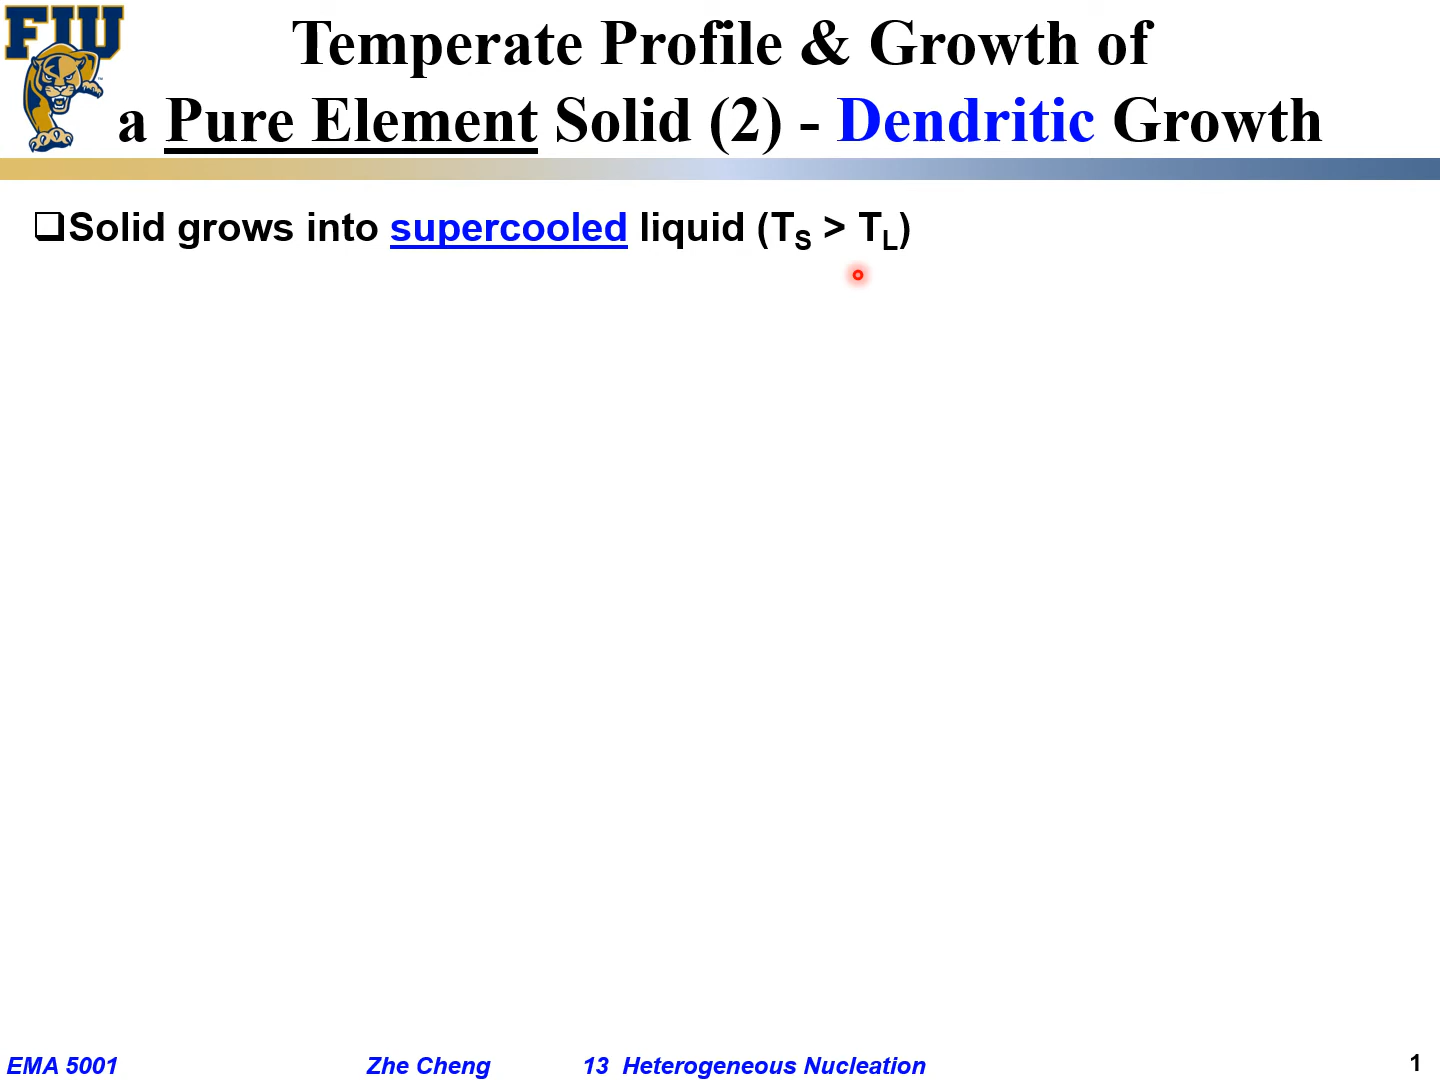 FIU
Temperate Profile & Growth of
a Pure Element Solid (2) - Dendritic Growth
❑Solid grows into supercooled liquid (TS > TL)
EMA 5001 Zhe Cheng 13 Heterogeneous Nucleation 1